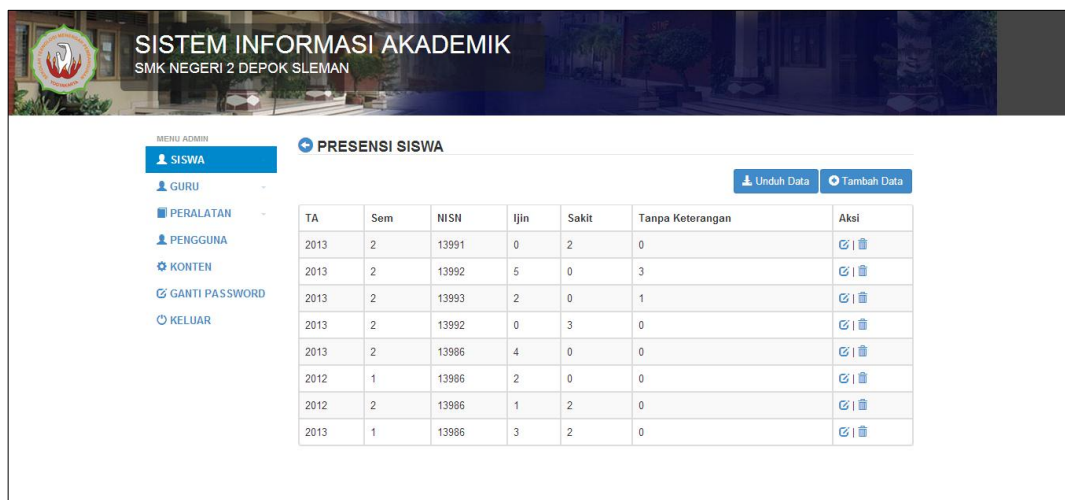 SISTEM INFORMASI AKADEMIK
SMK NEGERI 2 DEPOK SLEMAN
MENU ADMIN
SISWA
GURU
PERALATAN
PENGGUNA
KONTEN
GANTI PASSWORD
KELUAR
PRESENSI SISWA
Unduh Data Tambah Data
TA Sem NISN Ijin Sakit Tanpa Keterangan Aksi
2013 2 13991 0 2 0 |
2013 2 13992 5 0 3 |
2013 2 13993 2 0 1 |
2013 2 13992 0 3 0 |
2013 2 13986 4 0 0 |
2012 1 13986 2 0 0 |
2012 2 13986 1 2 0 |
2013 1 13986 3 2 0 |